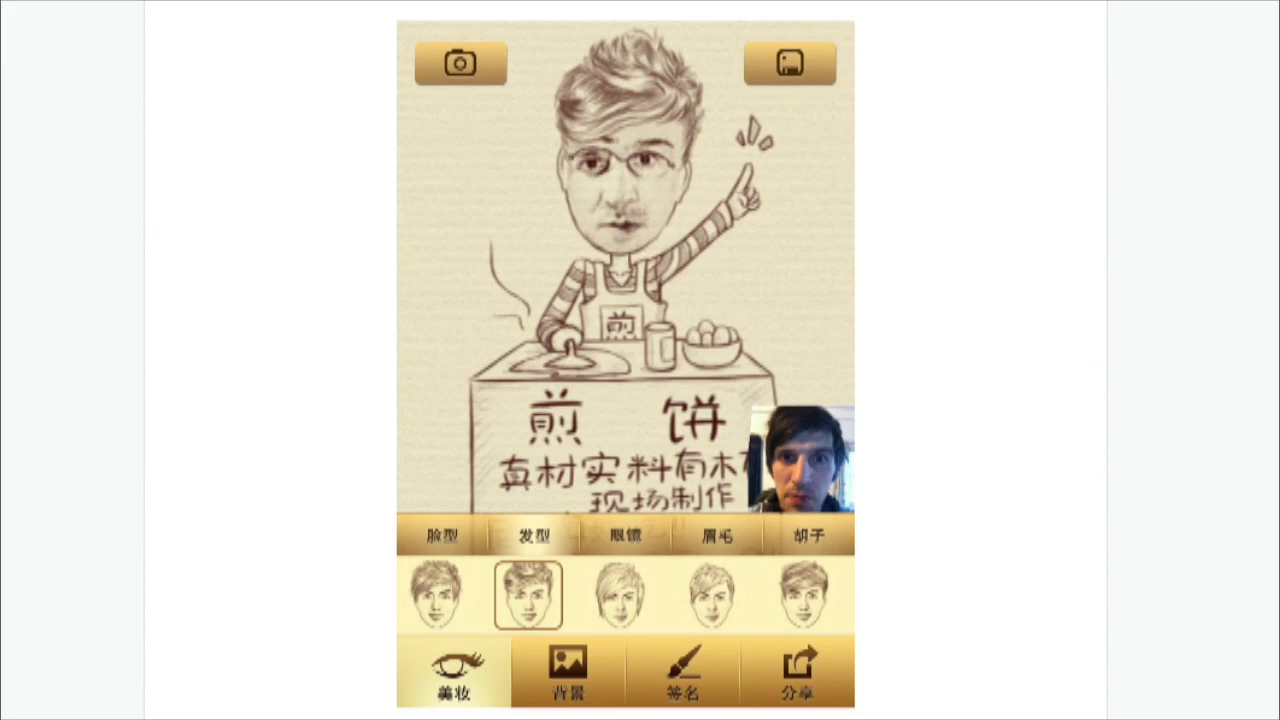 煎
煎 饼
真材实料有木有
现场制作
脸型 发型 眼镜 眉毛 胡子
美妆 背景 签名 分享